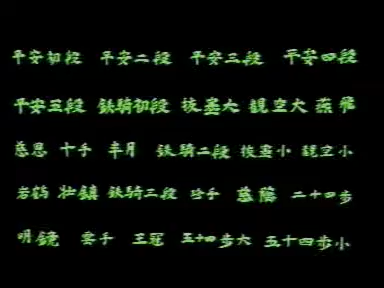 平安初段 平安二段 平安三段 平安四段
平安五段 鉄騎初段 抜塞大 観空大 燕飛
慈恩 十手 半月 鉄騎二段 抜塞小 観空小
岩鶴 壮鎮 鉄騎三段 珍手 慈蔭 二十四步
明鏡 雲手 王冠 五十四步大 五十四步小